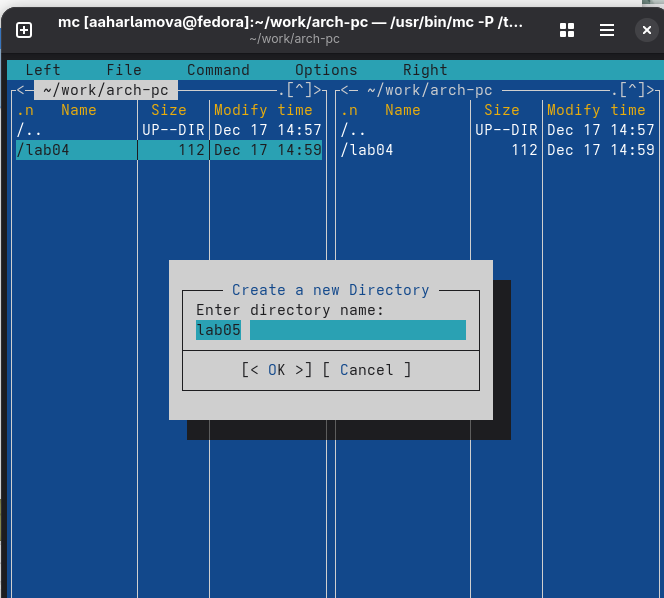 mc [aaharlamova@fedora]:~/work/arch-pc — /usr/bin/mc -P /t...
~/work/arch-pc
Left File Command Options Right
<— ~/work/arch-pc —.[^]>
.n Name Size Modify time
/.. UP--DIR Dec 17 14:57
/lab04 112 Dec 17 14:59
<— ~/work/arch-pc —.[^]>
.n Name Size Modify time
/.. UP--DIR Dec 17 14:57
/lab04 112 Dec 17 14:59
Create a new Directory
Enter directory name:
lab05
[< OK >] [ Cancel ]